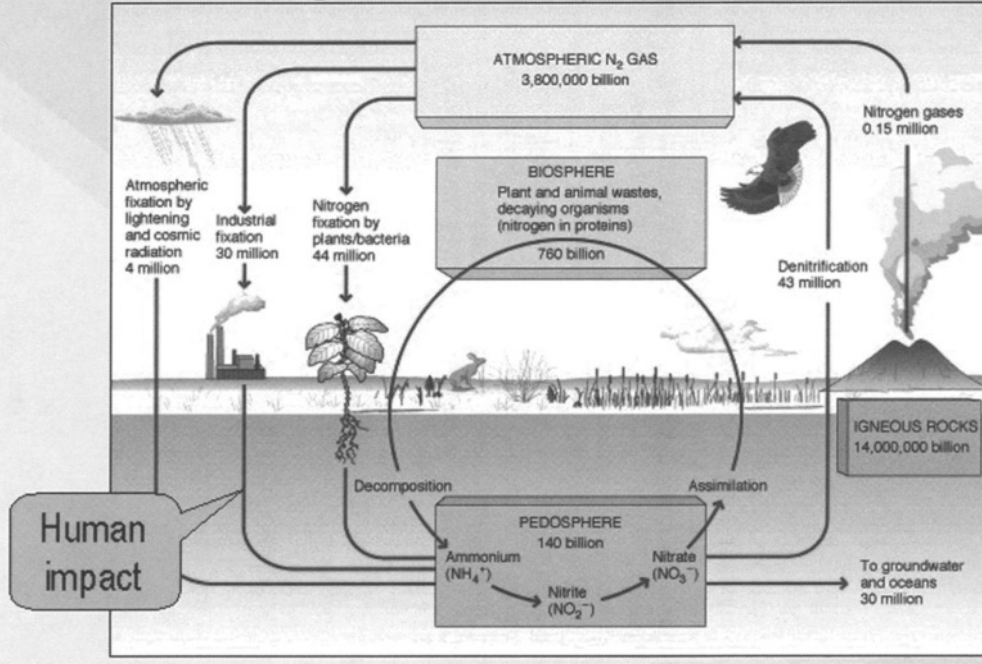 ATMOSPHERIC N₂ GAS
3,800,000 billion
Nitrogen gases
0.15 million
BIOSPHERE
Plant and animal wastes,
decaying organisms
(nitrogen in proteins)
760 billion
Atmospheric
fixation by
lightening
and cosmic
radiation
4 million
Industrial
fixation
30 million
Nitrogen
fixation by
plants/bacteria
44 million
Denitrification
43 million
IGNEOUS ROCKS
14,000,000 billion
Decomposition
Assimilation
Human
impact
PEDOSPHERE
140 billion
Ammonium
(NH₄⁺)
Nitrite
(NO₂⁻)
Nitrate
(NO₃⁻)
To groundwater
and oceans
30 million